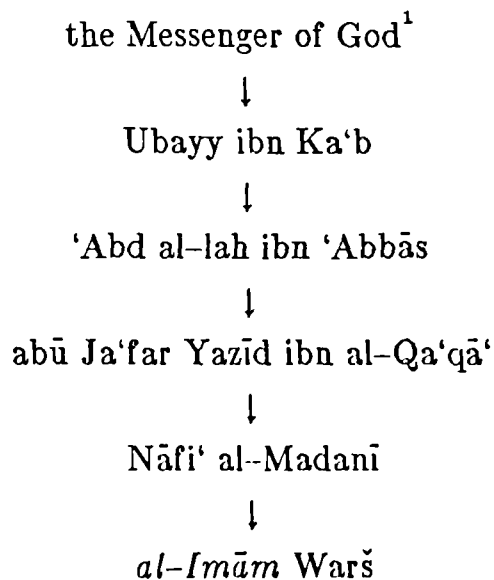 the Messenger of God¹
↓
Ubayy ibn Ka‘b
↓
‘Abd al–lah ibn ‘Abbās
↓
abū Ja‘far Yazīd ibn al–Qa‘qā‘
↓
Nāfi‘ al–Madanī
↓
al–Imām Warš